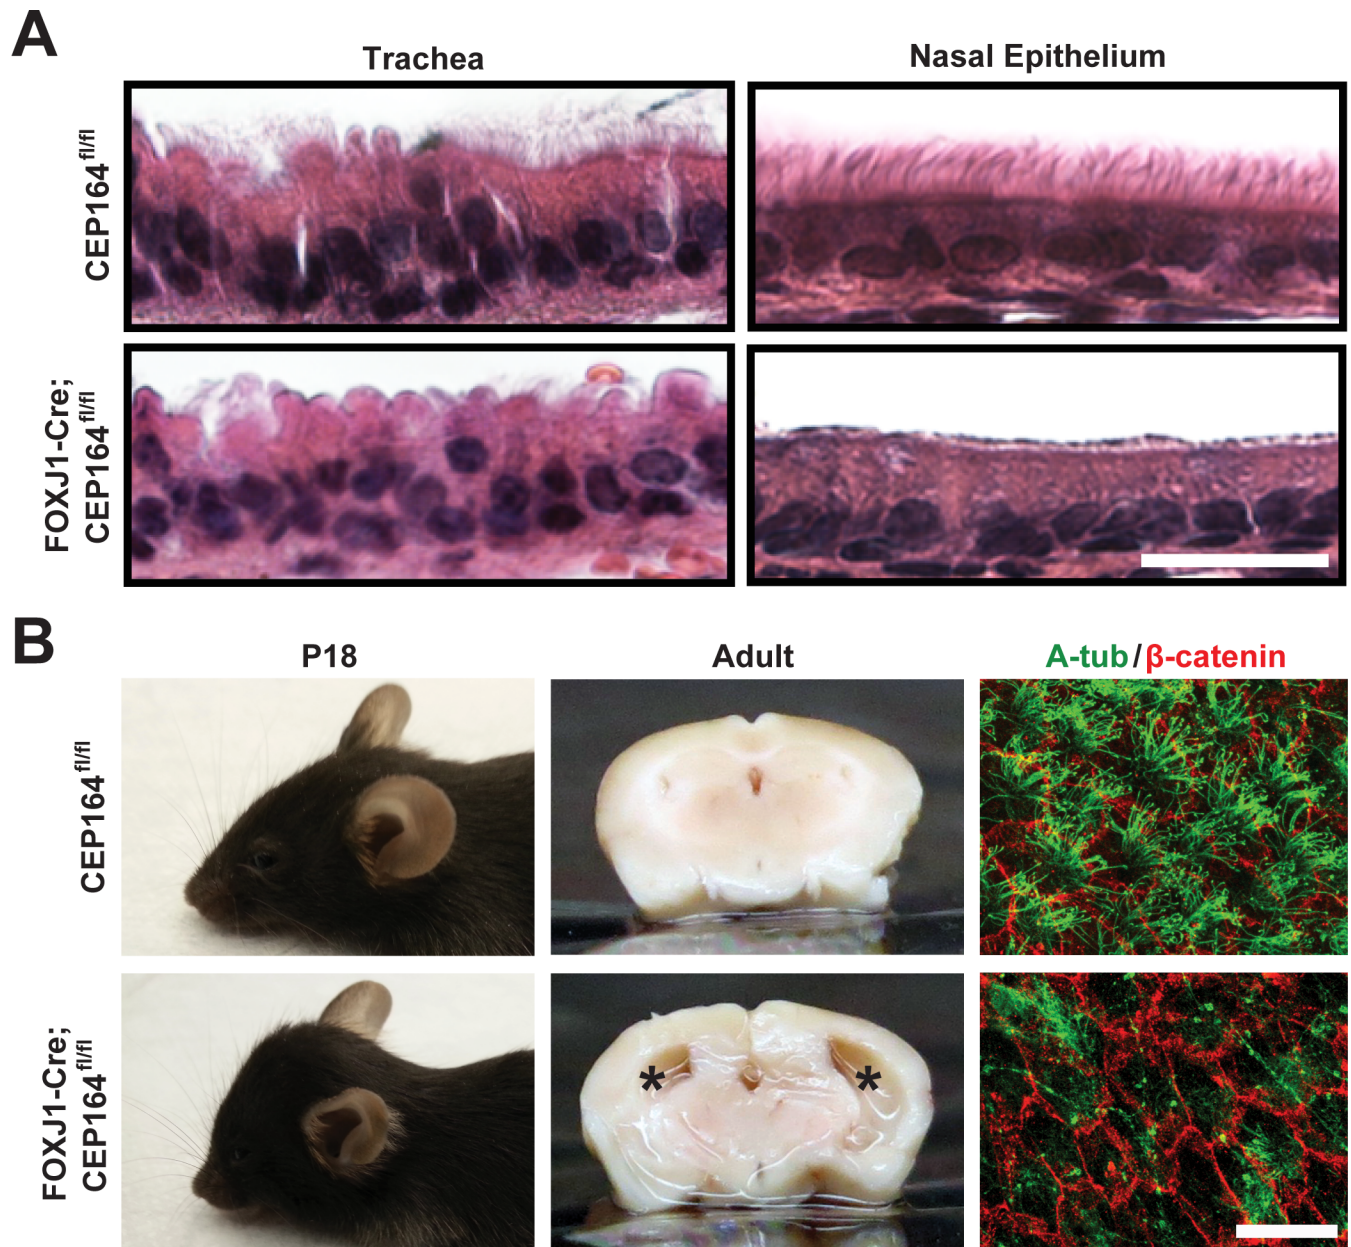 A
Trachea
Nasal Epithelium
CEP164fl/fl
FOXJ1-Cre;
CEP164fl/fl
B
P18
Adult
A-tub/β-catenin
CEP164fl/fl
*
*
FOXJ1-Cre;
CEP164fl/fl